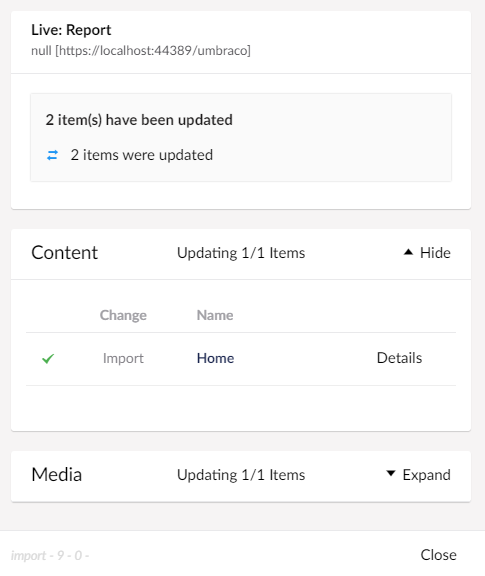 Live: Report
null [https://localhost:44389/umbraco]
2 item(s) have been updated
2 items were updated
Content Updating 1/1 Items Hide
Change Name
Import Home Details
Media Updating 1/1 Items Expand
import - 9 - 0 - Close